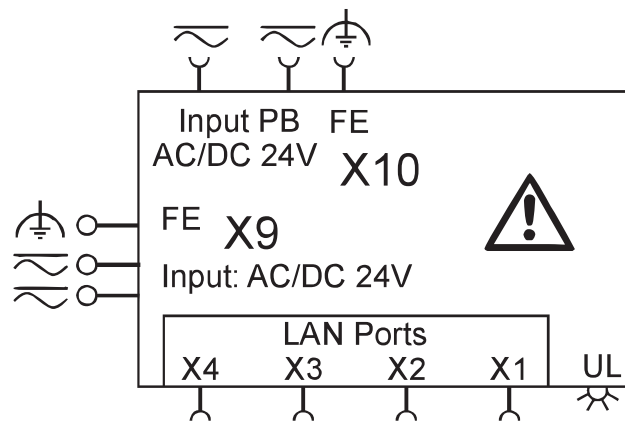 Input PB FE
AC/DC 24V X10
FE X9
Input: AC/DC 24V
LAN Ports
X4 X3 X2 X1 UL